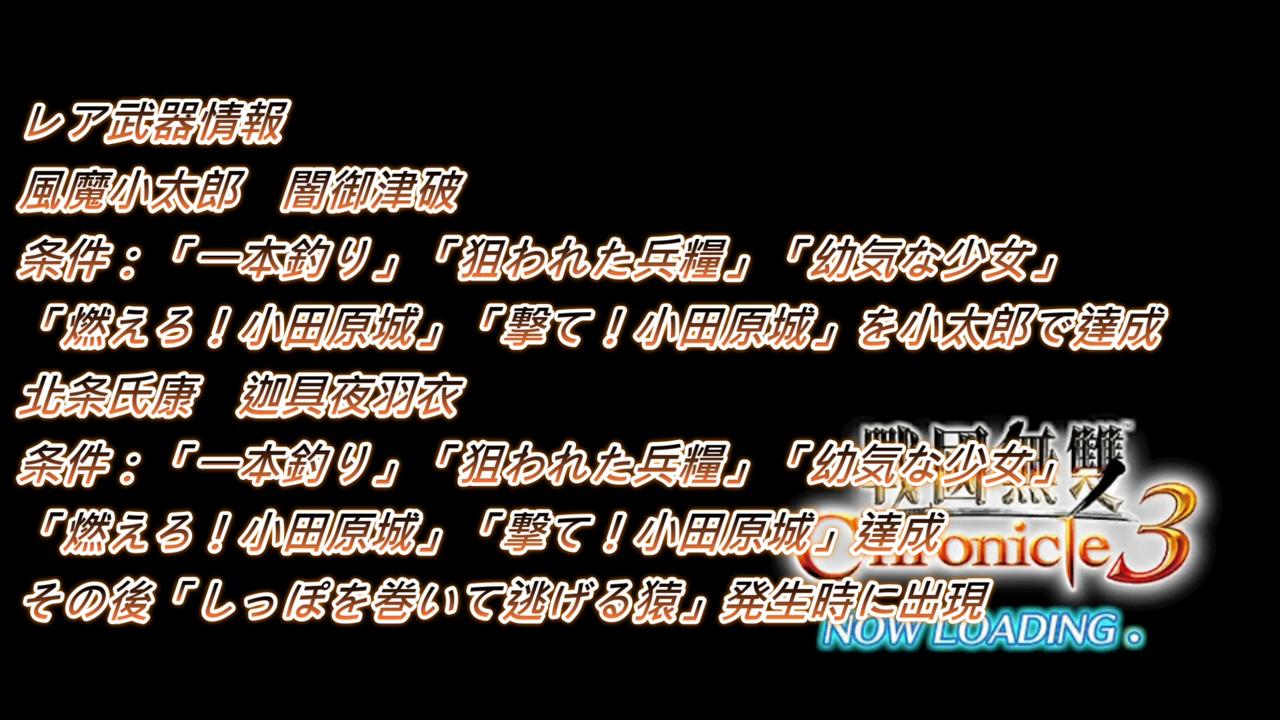 レア武器情報
風魔小太郎　闇御津破
条件：「一本釣り」「狙われた兵糧」「幼気な少女」
「燃えろ！小田原城」「撃て！小田原城」を小太郎で達成
北条氏康　迦具夜羽衣
条件：「一本釣り」「狙われた兵糧」「幼気な少女」
「燃えろ！小田原城」「撃て！小田原城」達成
その後「しっぽを巻いて逃げる猿」発生時に出現
戰國無雙
Chronicle 3
NOW LOADING .